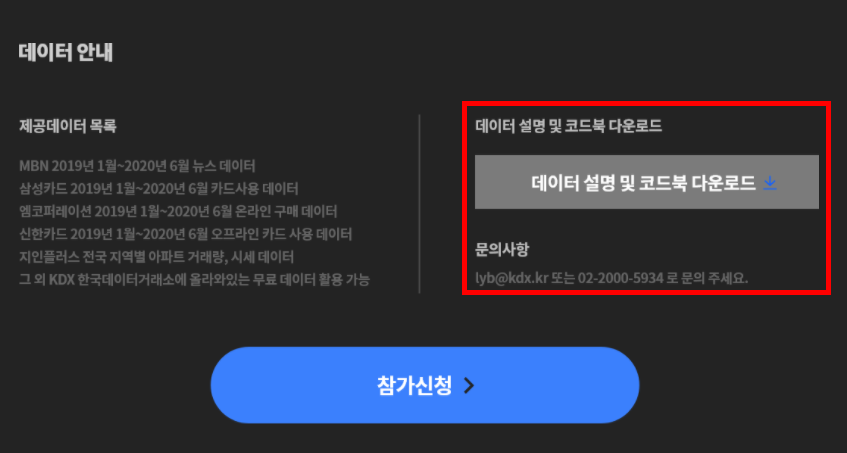 데이터 안내
제공데이터 목록
MBN 2019년 1월~2020년 6월 뉴스 데이터
삼성카드 2019년 1월~2020년 6월 카드사용 데이터
엠코퍼레이션 2019년 1월~2020년 6월 온라인 구매 데이터
신한카드 2019년 1월~2020년 6월 오프라인 카드 사용 데이터
지인플러스 전국 지역별 아파트 거래량, 시세 데이터
그 외 KDX 한국데이터거래소에 올라와있는 무료 데이터 활용 가능
데이터 설명 및 코드북 다운로드
데이터 설명 및 코드북 다운로드
문의사항
lyb@kdx.kr 또는 02-2000-5934 로 문의 주세요.
참가신청